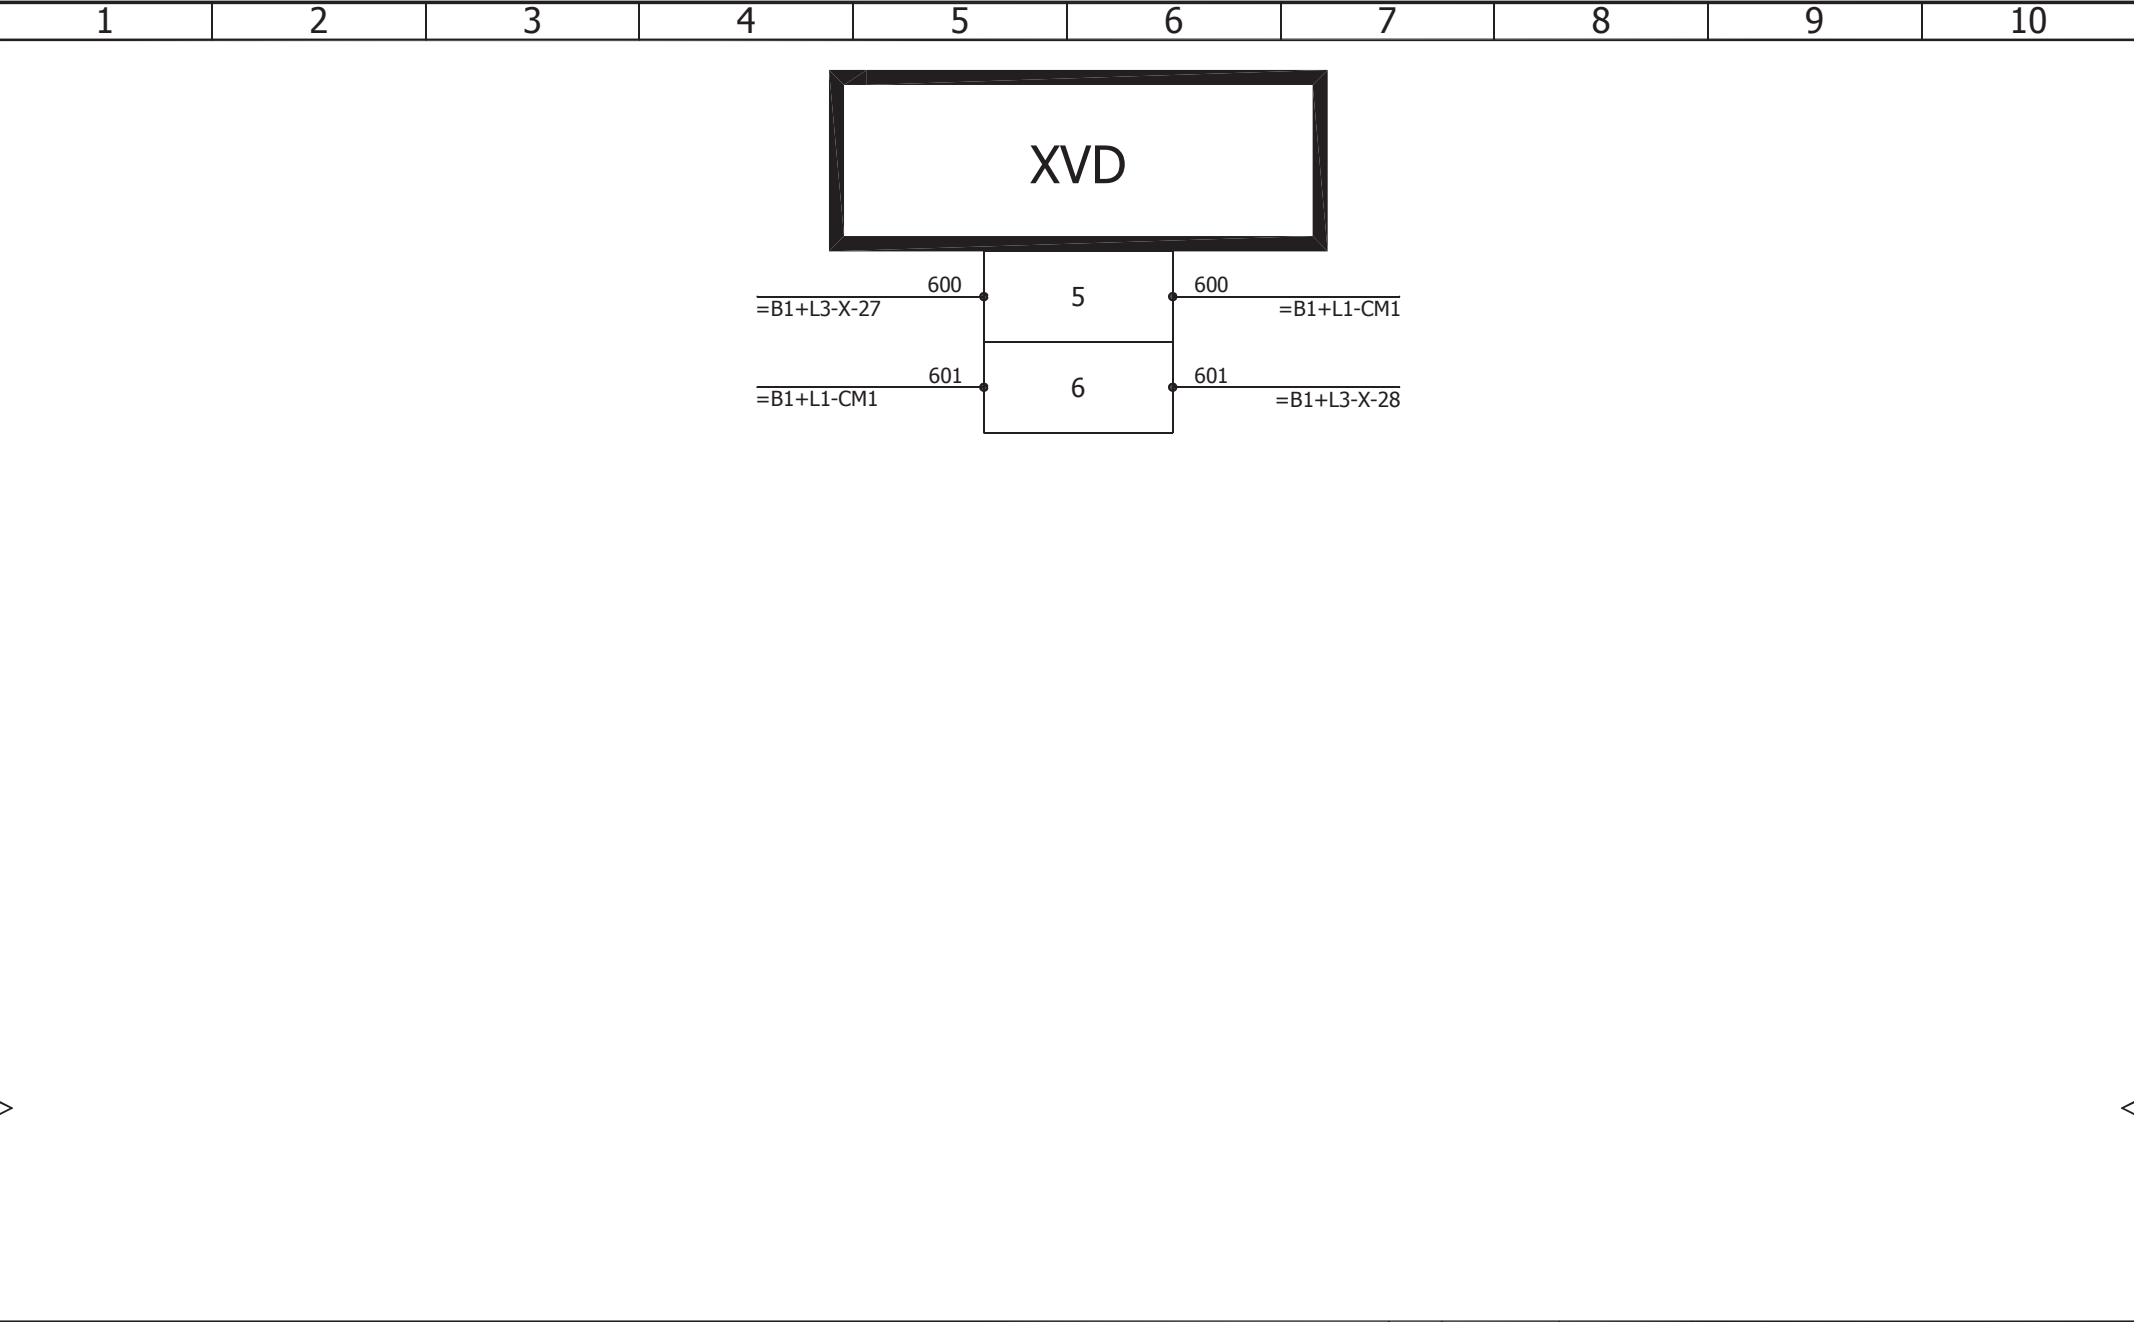 1 2 3 4 5 6 7 8 9 10
XVD
600 5 600
=B1+L3-X-27 =B1+L1-CM1
601 6 601
=B1+L1-CM1 =B1+L3-X-28